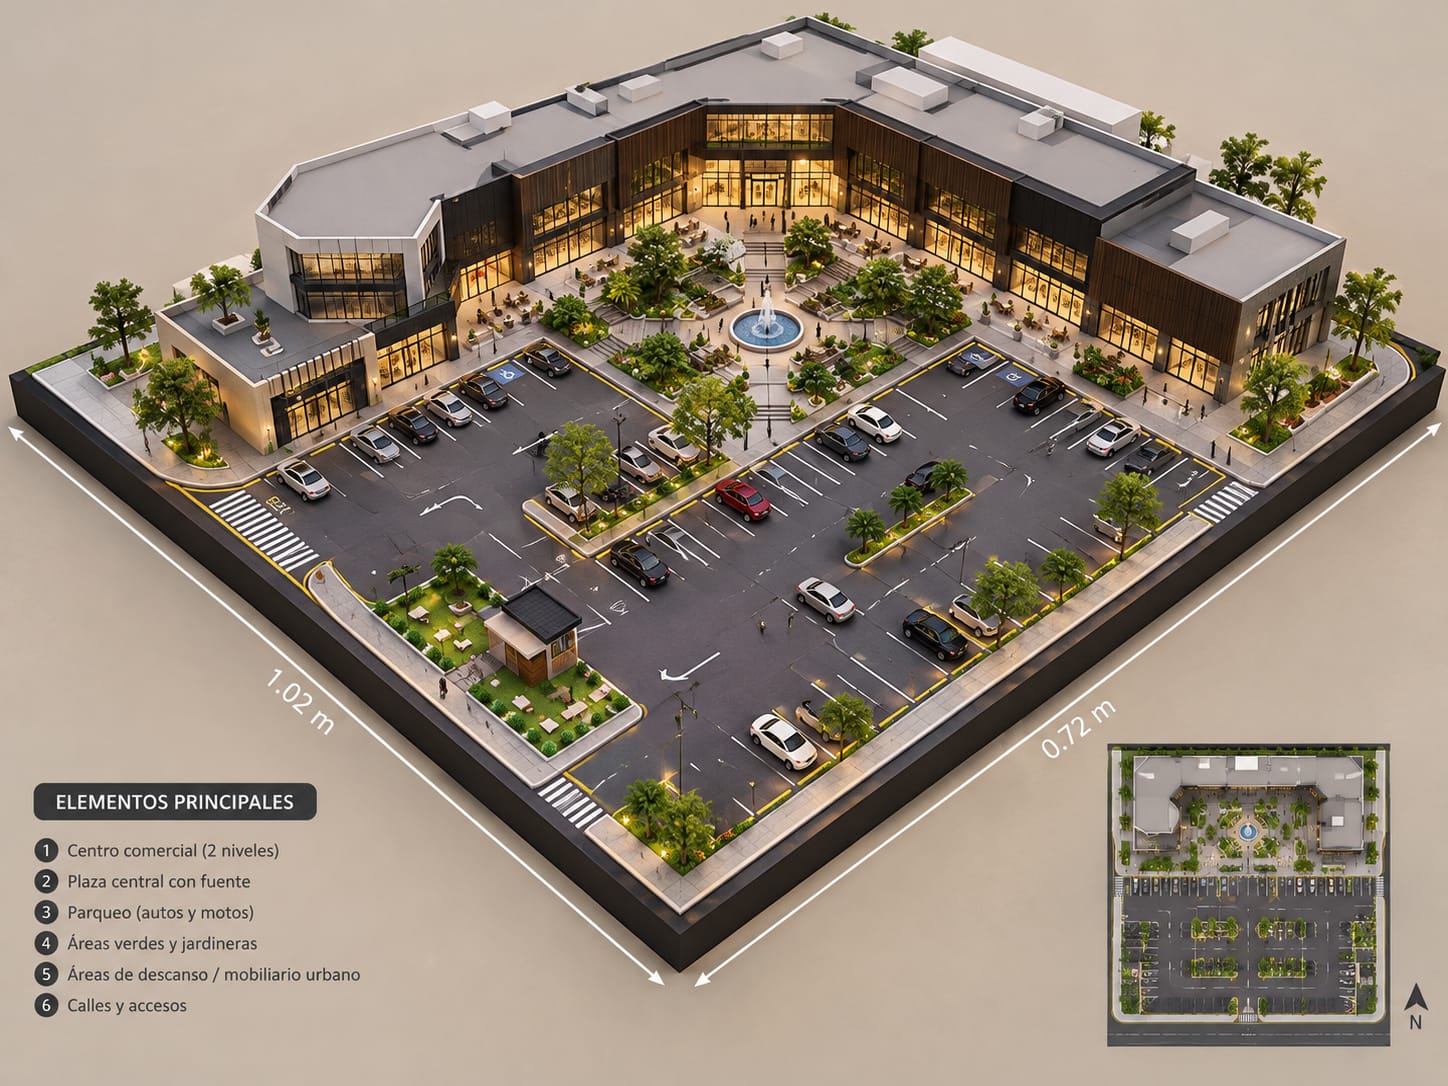 1.02 m
0.72 m
ELEMENTOS PRINCIPALES
1 Centro comercial (2 niveles)
2 Plaza central con fuente
3 Parqueo (autos y motos)
4 Áreas verdes y jardineras
5 Áreas de descanso / mobiliario urbano
6 Calles y accesos
N